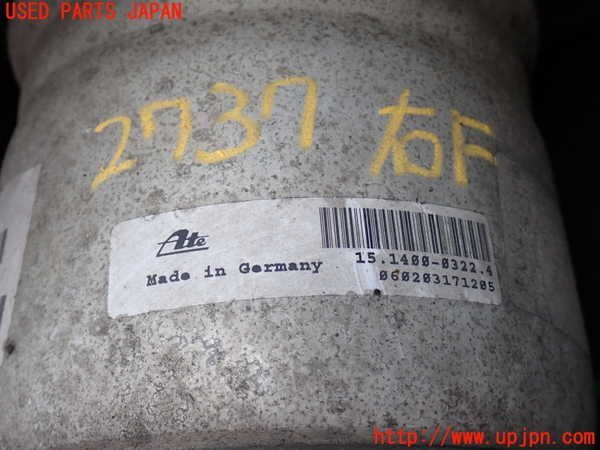 USED PARTS JAPAN
2737 右F
Ate
15.1400-0322.4
Made in Germany
060203171205
http://www.upjpn.com